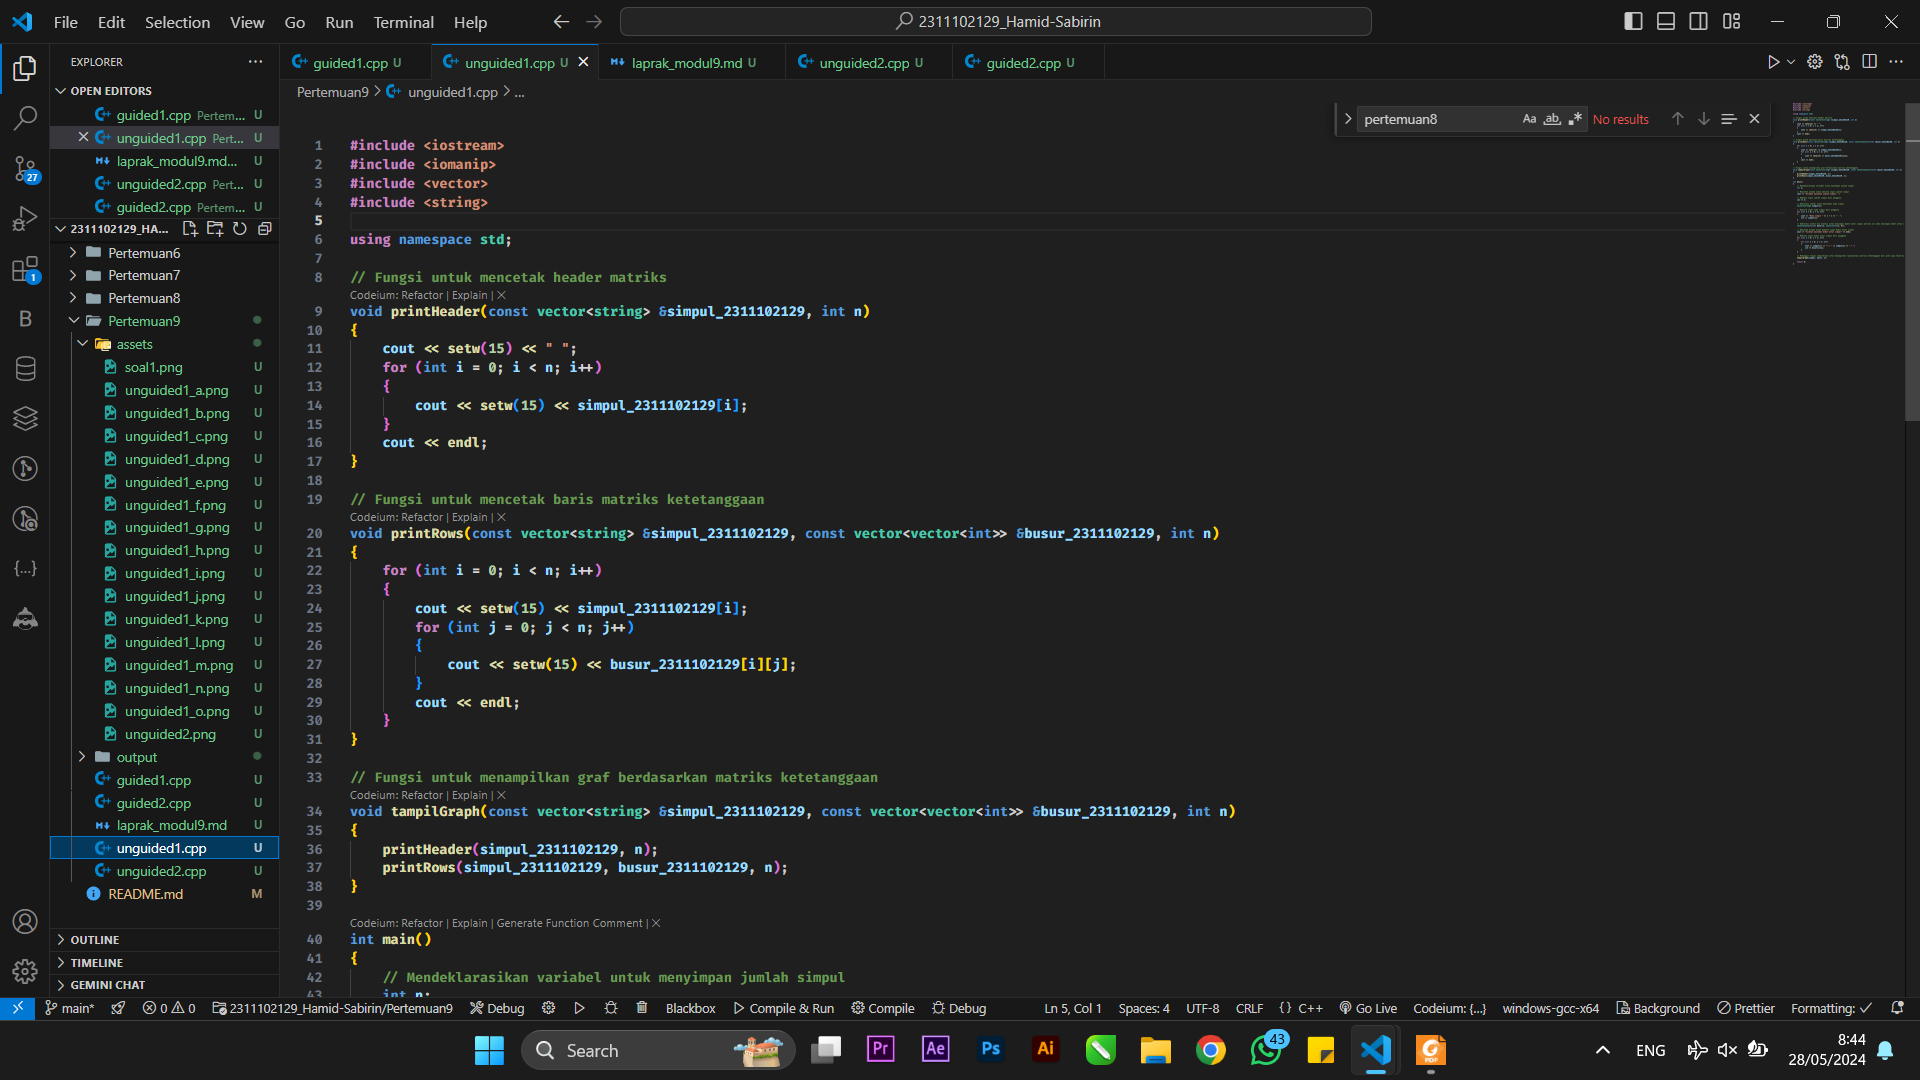 File Edit Selection View Go Run Terminal Help
2311102129_Hamid-Sabirin
EXPLORER
OPEN EDITORS
guided1.cpp Pertem... U
unguided1.cpp Pert... U
laprak_modul9.md... U
unguided2.cpp Pert... U
guided2.cpp Pertem... U
2311102129_HA...
Pertemuan6
Pertemuan7
Pertemuan8
Pertemuan9
assets
soal1.png U
unguided1_a.png U
unguided1_b.png U
unguided1_c.png U
unguided1_d.png U
unguided1_e.png U
unguided1_f.png U
unguided1_g.png U
unguided1_h.png U
unguided1_i.png U
unguided1_j.png U
unguided1_k.png U
unguided1_l.png U
unguided1_m.png U
unguided1_n.png U
unguided1_o.png U
unguided2.png U
output
guided1.cpp U
guided2.cpp U
laprak_modul9.md U
unguided1.cpp U
unguided2.cpp U
README.md M
OUTLINE
TIMELINE
GEMINI CHAT
27
1
guided1.cpp U unguided1.cpp U laprak_modul9.md U unguided2.cpp U guided2.cpp U
Pertemuan9 > unguided1.cpp > ...
pertemuan8 Aa ab No results
1 #include <iostream>
2 #include <iomanip>
3 #include <vector>
4 #include <string>
5
6 using namespace std;
7
8 // Fungsi untuk mencetak header matriks
Codeium: Refactor | Explain | X
9 void printHeader(const vector<string> &simpul_2311102129, int n)
10 {
11 cout << setw(15) << " ";
12 for (int i = 0; i < n; i++)
13 {
14 cout << setw(15) << simpul_2311102129[i];
15 }
16 cout << endl;
17 }
18
19 // Fungsi untuk mencetak baris matriks ketetanggaan
Codeium: Refactor | Explain | X
20 void printRows(const vector<string> &simpul_2311102129, const vector<vector<int>> &busur_2311102129, int n)
21 {
22 for (int i = 0; i < n; i++)
23 {
24 cout << setw(15) << simpul_2311102129[i];
25 for (int j = 0; j < n; j++)
26 {
27 cout << setw(15) << busur_2311102129[i][j];
28 }
29 cout << endl;
30 }
31 }
32
33 // Fungsi untuk menampilkan graf berdasarkan matriks ketetanggaan
Codeium: Refactor | Explain | X
34 void tampilGraph(const vector<string> &simpul_2311102129, const vector<vector<int>> &busur_2311102129, int n)
35 {
36 printHeader(simpul_2311102129, n);
37 printRows(simpul_2311102129, busur_2311102129, n);
38 }
39
Codeium: Refactor | Explain | Generate Function Comment | X
40 int main()
41 {
42 // Mendeklarasikan variabel untuk menyimpan jumlah simpul
43 int n;
main* 0 0 2311102129_Hamid-Sabirin/Pertemuan9 Debug Blackbox Compile & Run Compile Debug Ln 5, Col 1 Spaces: 4 UTF-8 CRLF {} C++ Go Live Codeium: {...} windows-gcc-x64 Background Prettier Formatting: ✓
Search Pr Ae Ps Ai 43 PDF ENG 8:44
28/05/2024